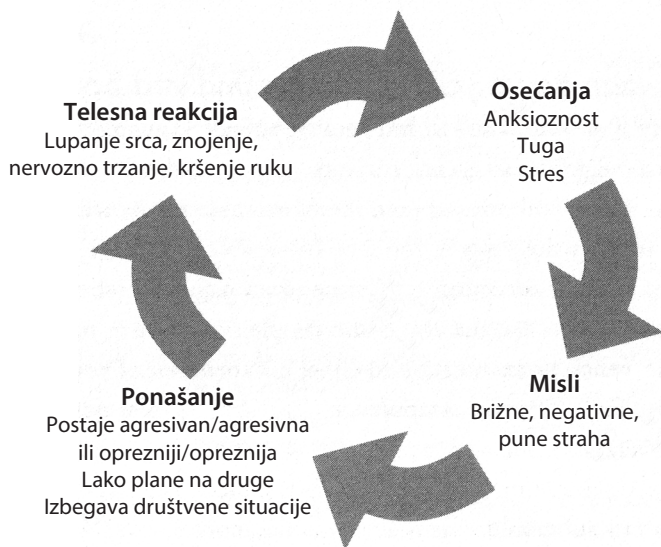 Telesna reakcija
Lupanje srca, znojenje,
nervozno trzanje, kršenje ruku
Osećanja
Anksioznost
Tuga
Stres
Misli
Brižne, negativne,
pune straha
Ponašanje
Postaje agresivan/agresivna
ili oprezniji/opreznija
Lako plane na druge
Izbegava društvene situacije